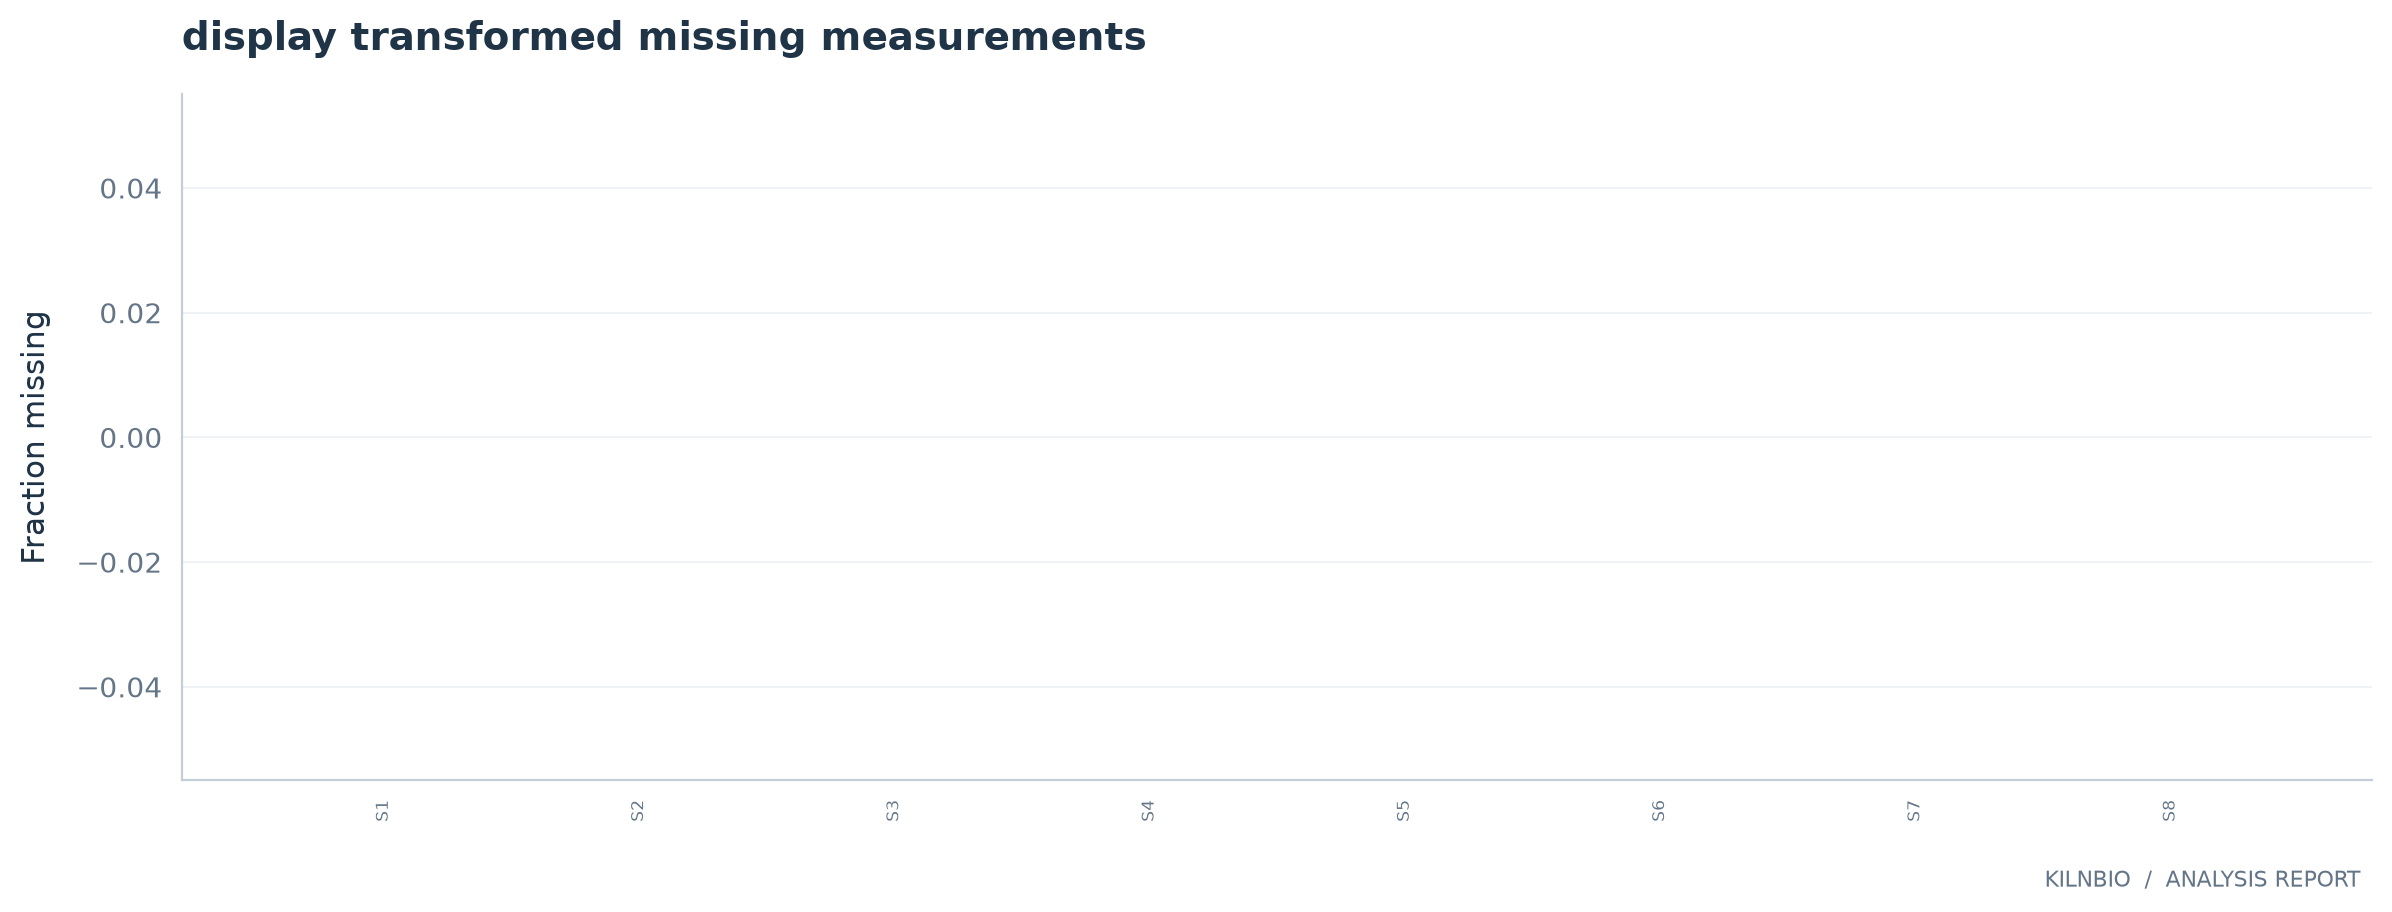 display transformed missing measurements
Fraction missing
0.04
0.02
0.00
−0.02
−0.04
S1
S2
S3
S4
S5
S6
S7
S8
KILNBIO / ANALYSIS REPORT